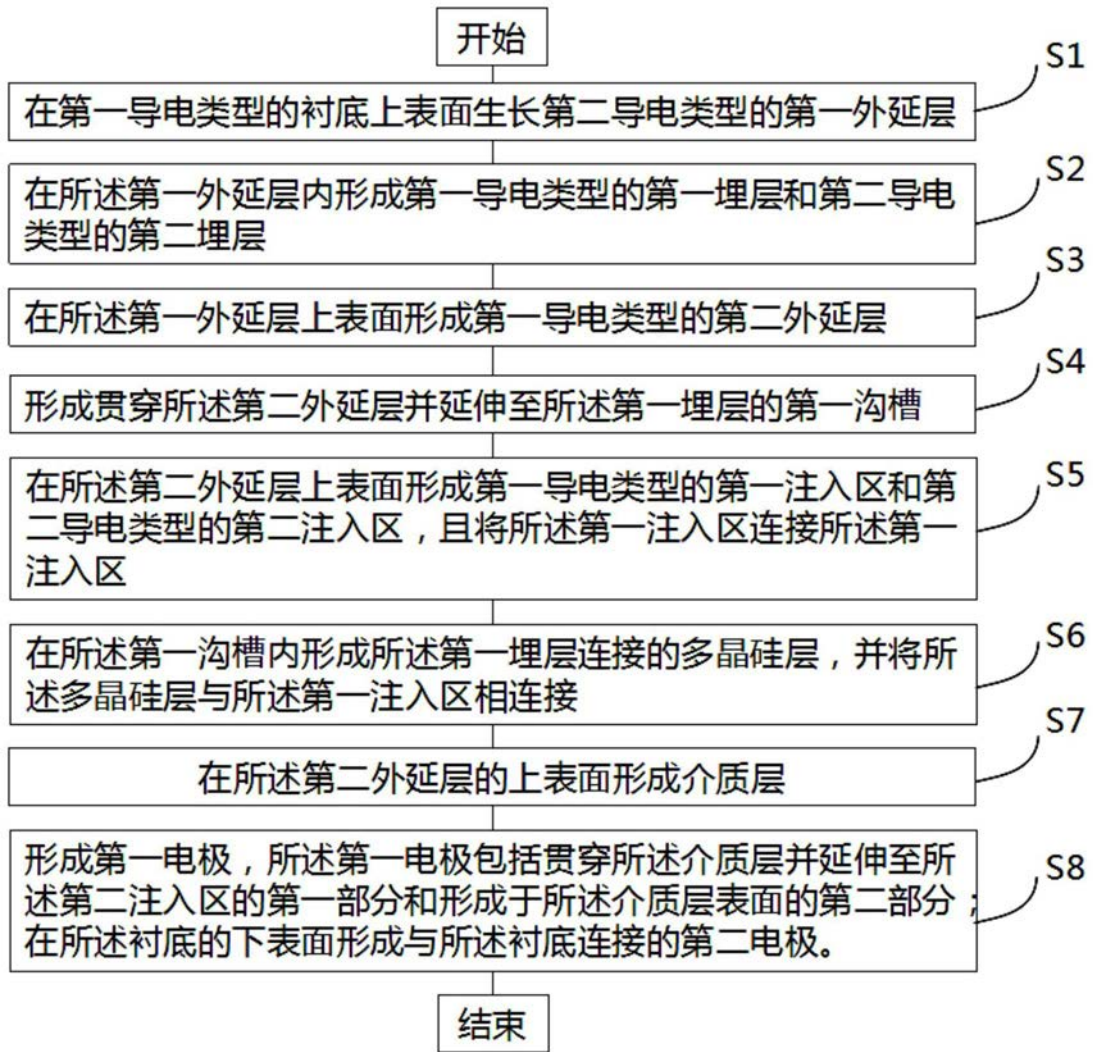 开始
S1
在第一导电类型的衬底上表面生长第二导电类型的第一外延层
S2
在所述第一外延层内形成第一导电类型的第一埋层和第二导电
类型的第二埋层
S3
在所述第一外延层上表面形成第一导电类型的第二外延层
S4
形成贯穿所述第二外延层并延伸至所述第一埋层的第一沟槽
S5
在所述第二外延层上表面形成第一导电类型的第一注入区和第
二导电类型的第二注入区，且将所述第一注入区连接所述第一
注入区
S6
在所述第一沟槽内形成所述第一埋层连接的多晶硅层，并将所
述多晶硅层与所述第一注入区相连接
S7
在所述第二外延层的上表面形成介质层
S8
形成第一电极，所述第一电极包括贯穿所述介质层并延伸至所
述第二注入区的第一部分和形成于所述介质层表面的第二部分；
在所述衬底的下表面形成与所述衬底连接的第二电极。
结束